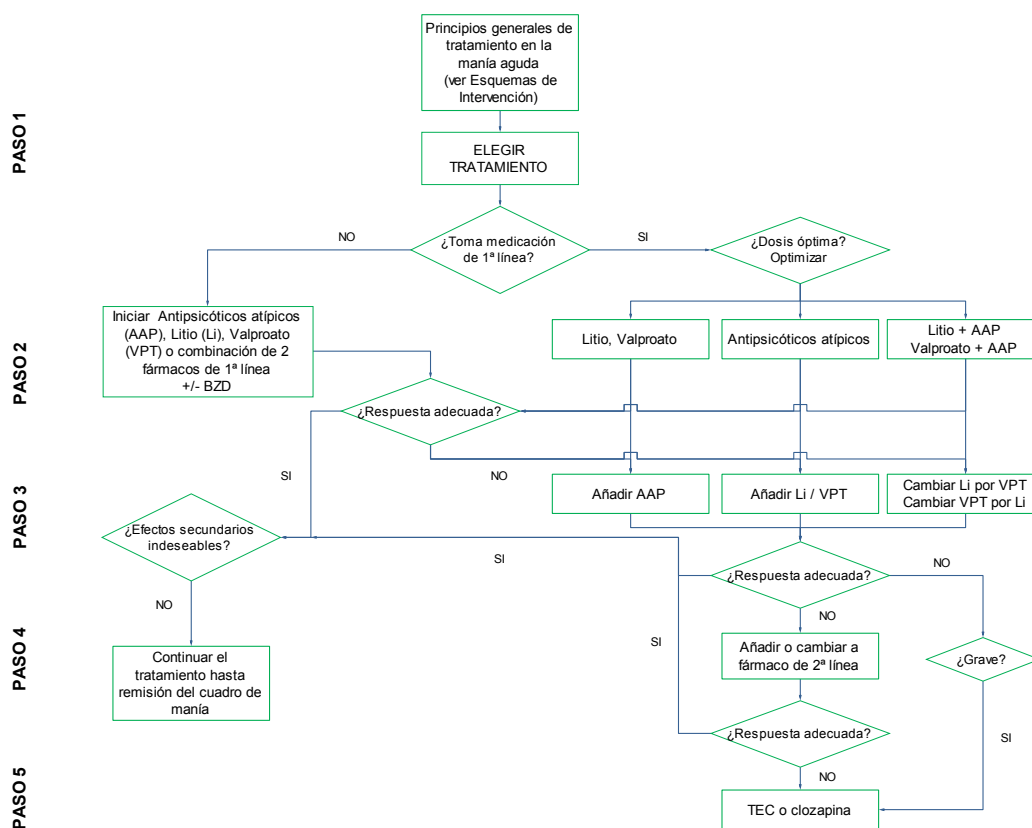 PASO 1
Principios generales de
tratamiento en la
manía aguda
(ver Esquemas de
Intervención)
ELEGIR
TRATAMIENTO
¿Toma medicación
de 1ª línea?
NO
SI
¿Dosis óptima?
Optimizar
PASO 2
Iniciar Antipsicóticos atípicos
(AAP), Litio (Li), Valproato
(VPT) o combinación de 2
fármacos de 1ª línea
+/- BZD
Litio, Valproato
Antipsicóticos atípicos
Litio + AAP
Valproato + AAP
¿Respuesta adecuada?
SI
NO
PASO 3
Añadir AAP
Añadir Li / VPT
Cambiar Li por VPT
Cambiar VPT por Li
¿Efectos secundarios
indeseables?
SI
¿Respuesta adecuada?
NO
NO
NO
PASO 4
Continuar el
tratamiento hasta
remisión del cuadro de
manía
SI
Añadir o cambiar a
fármaco de 2ª línea
¿Grave?
¿Respuesta adecuada?
SI
NO
PASO 5
TEC o clozapina